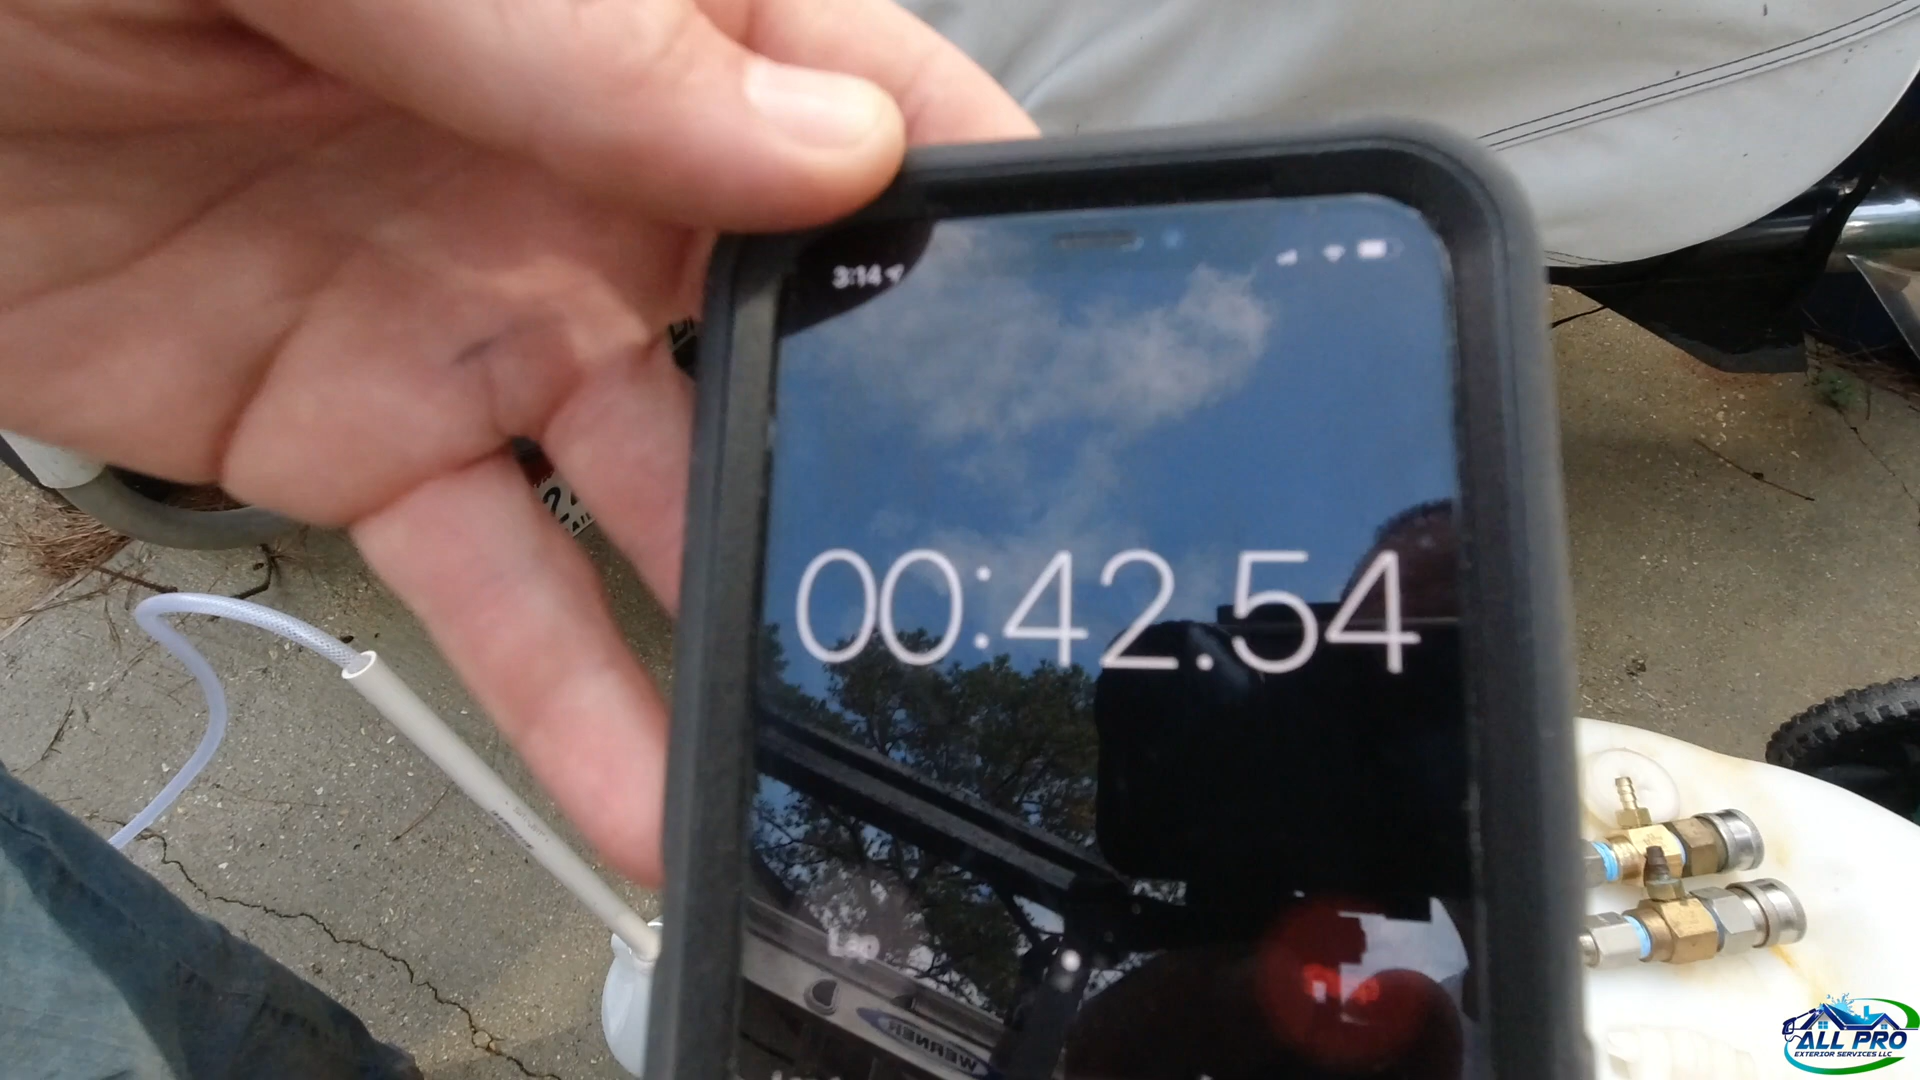 3:14
00:42.54
Lap
WERNER
ALL PRO
EXTERIOR SERVICES LLC